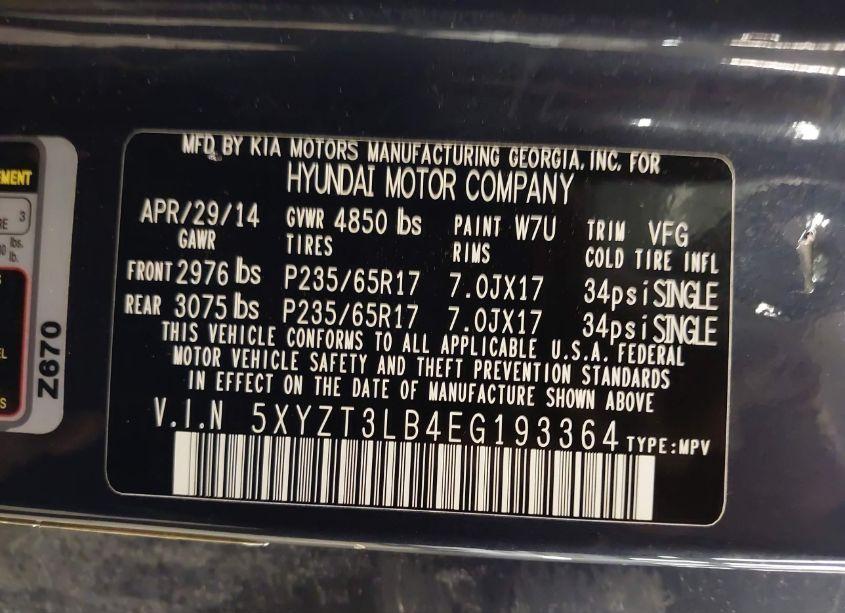 MFD BY KIA MOTORS MANUFACTURING GEORGIA, INC, FOR
HYUNDAI MOTOR COMPANY
APR/29/14 GVWR 4850 lbs PAINT W7U TRIM VFG
GAWR TIRES RIMS COLD TIRE INFL
FRONT 2976 lbs P235/65R17 7.0JX17 34psi SINGLE
REAR 3075 lbs P235/65R17 7.0JX17 34psi SINGLE
THIS VEHICLE CONFORMS TO ALL APPLICABLE U.S.A. FEDERAL
MOTOR VEHICLE SAFETY AND THEFT PREVENTION STANDARDS
IN EFFECT ON THE DATE OF MANUFACTURE SHOWN ABOVE
V.I.N 5XYZT3LB4EG193364 TYPE:MPV
3
lbs.
lb.
Z670